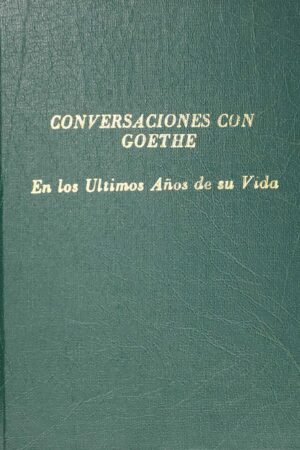 CONVERSACIONES CON
GOETHE
En los Ultimos Años de su Vida